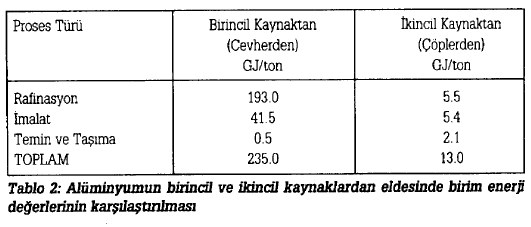 Proses Türü Birincil Kaynaktan İkincil Kaynaktan
(Cevherden) (Çöplerden)
GJ/ton GJ/ton
Rafinasyon 193.0 5.5
İmalat 41.5 5.4
Temin ve Taşıma 0.5 2.1
TOPLAM 235.0 13.0
Tablo 2: Alüminyumun birincil ve ikincil kaynaklardan eldesinde birim enerji
değerlerinin karşılaştırılması